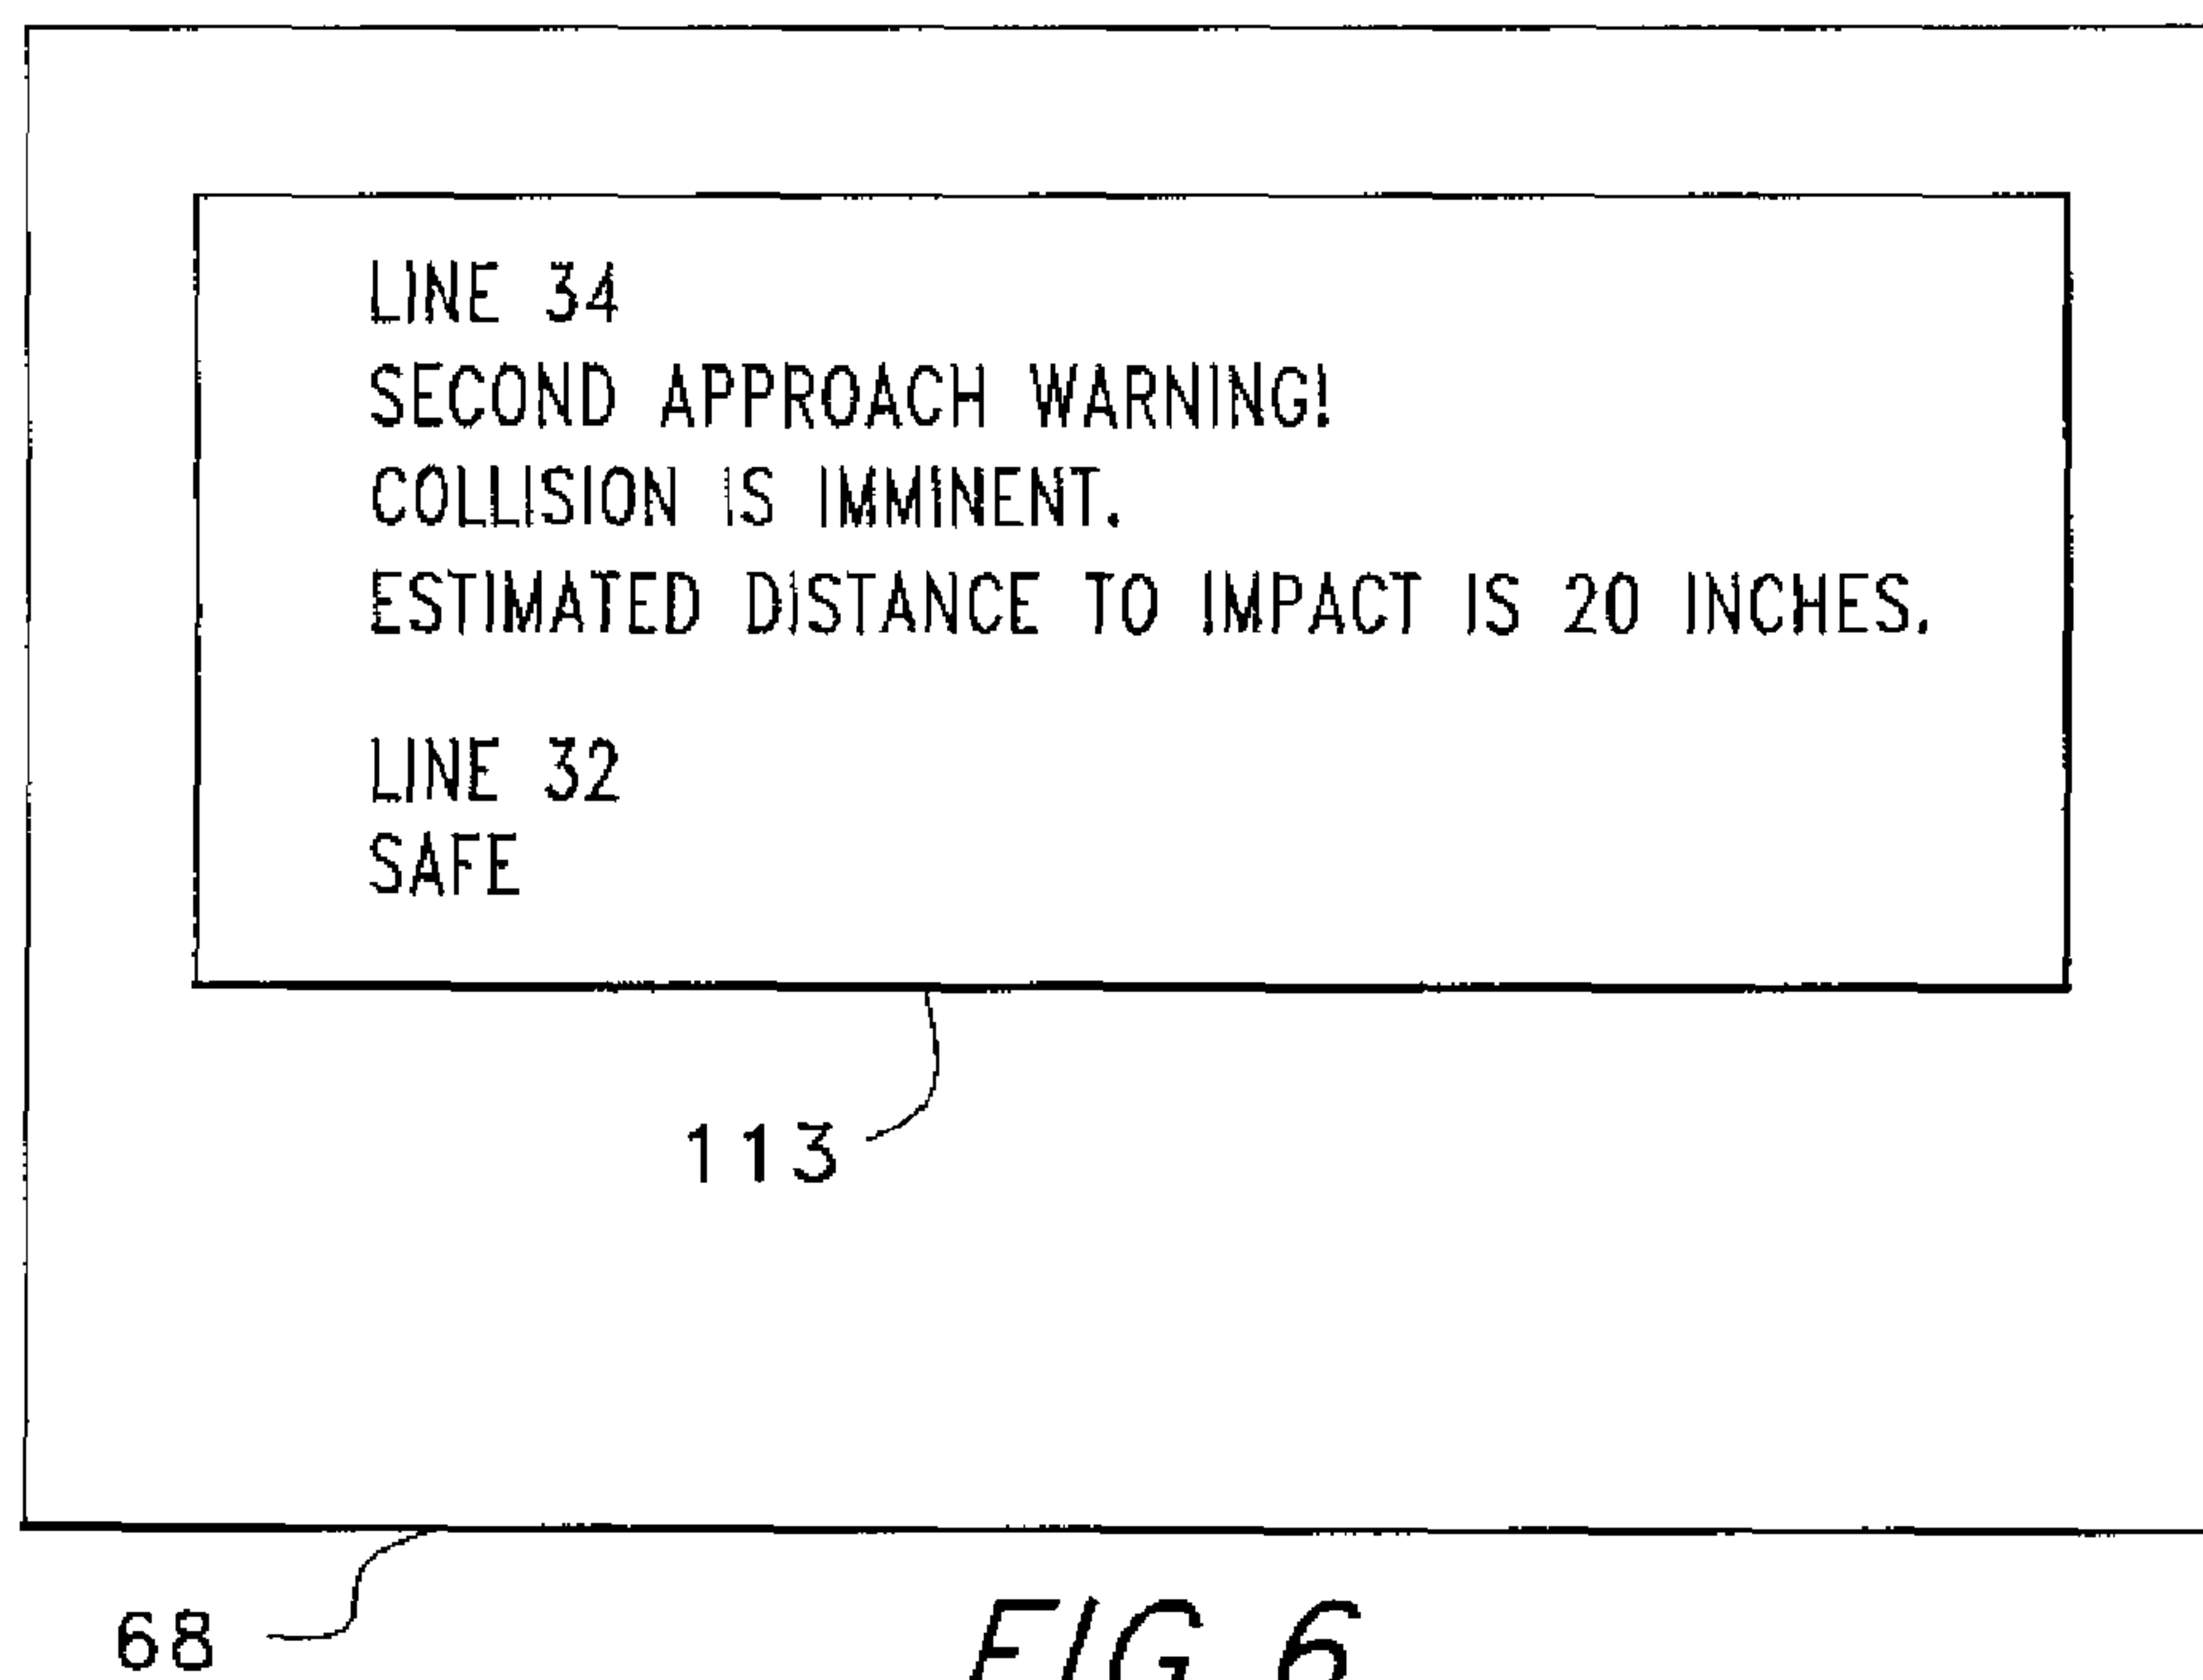 LINE 34
SECOND APPROACH WARNING!
COLLISION IS IMMINENT.
ESTIMATED DISTANCE TO IMPACT IS 20 INCHES.
LINE 32
SAFE
113
68
FIG 6